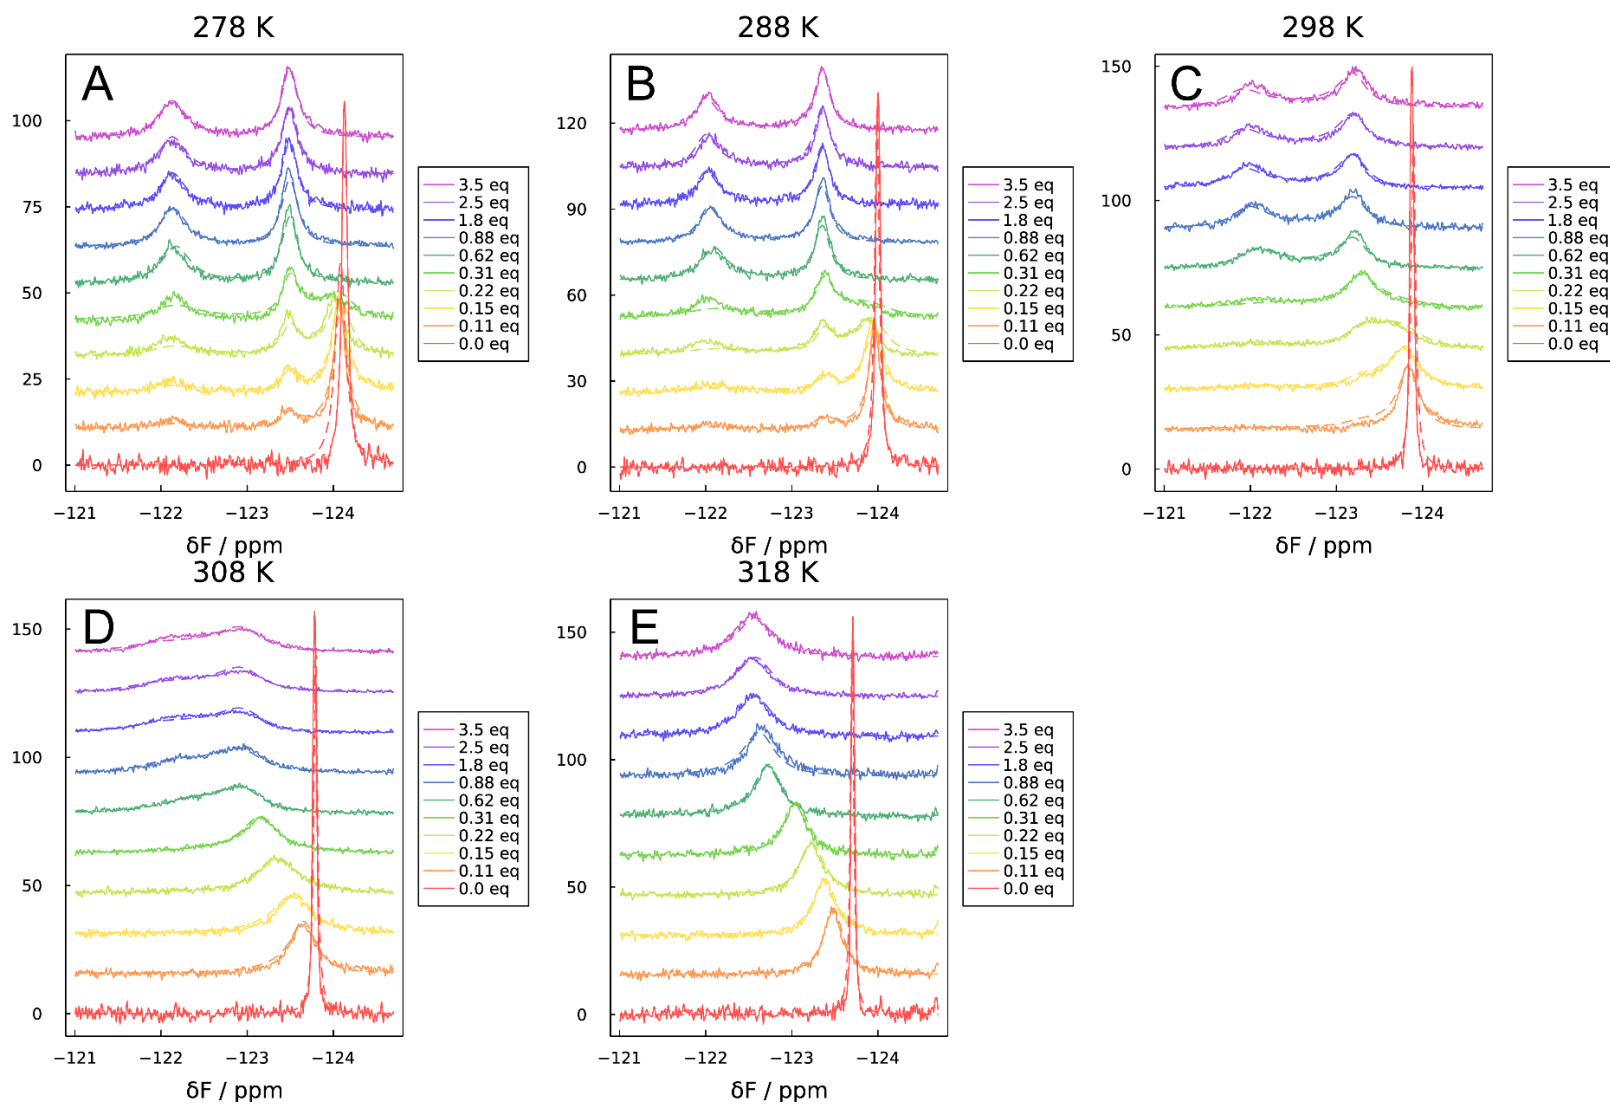 278 K
A
100
75
50
25
0
−121
−122
−123
−124
δF / ppm
3.5 eq
2.5 eq
1.8 eq
0.88 eq
0.62 eq
0.31 eq
0.22 eq
0.15 eq
0.11 eq
0.0 eq
288 K
B
120
90
60
30
0
−121
−122
−123
−124
δF / ppm
3.5 eq
2.5 eq
1.8 eq
0.88 eq
0.62 eq
0.31 eq
0.22 eq
0.15 eq
0.11 eq
0.0 eq
298 K
C
150
100
50
0
−121
−122
−123
−124
δF / ppm
3.5 eq
2.5 eq
1.8 eq
0.88 eq
0.62 eq
0.31 eq
0.22 eq
0.15 eq
0.11 eq
0.0 eq
308 K
D
150
100
50
0
−121
−122
−123
−124
δF / ppm
3.5 eq
2.5 eq
1.8 eq
0.88 eq
0.62 eq
0.31 eq
0.22 eq
0.15 eq
0.11 eq
0.0 eq
318 K
E
150
100
50
0
−121
−122
−123
−124
δF / ppm
3.5 eq
2.5 eq
1.8 eq
0.88 eq
0.62 eq
0.31 eq
0.22 eq
0.15 eq
0.11 eq
0.0 eq